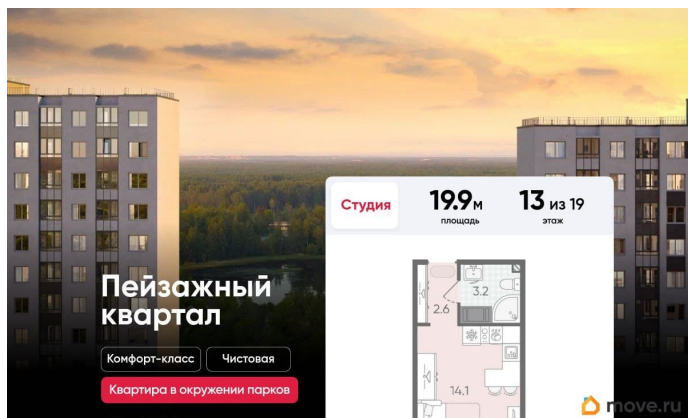 Студия
19.9 м
площадь
13 из 19
этаж
Пейзажный
квартал
Комфорт-класс
Чистовая
Квартира в окружении парков
2.6
3.2
14.1
move.ru